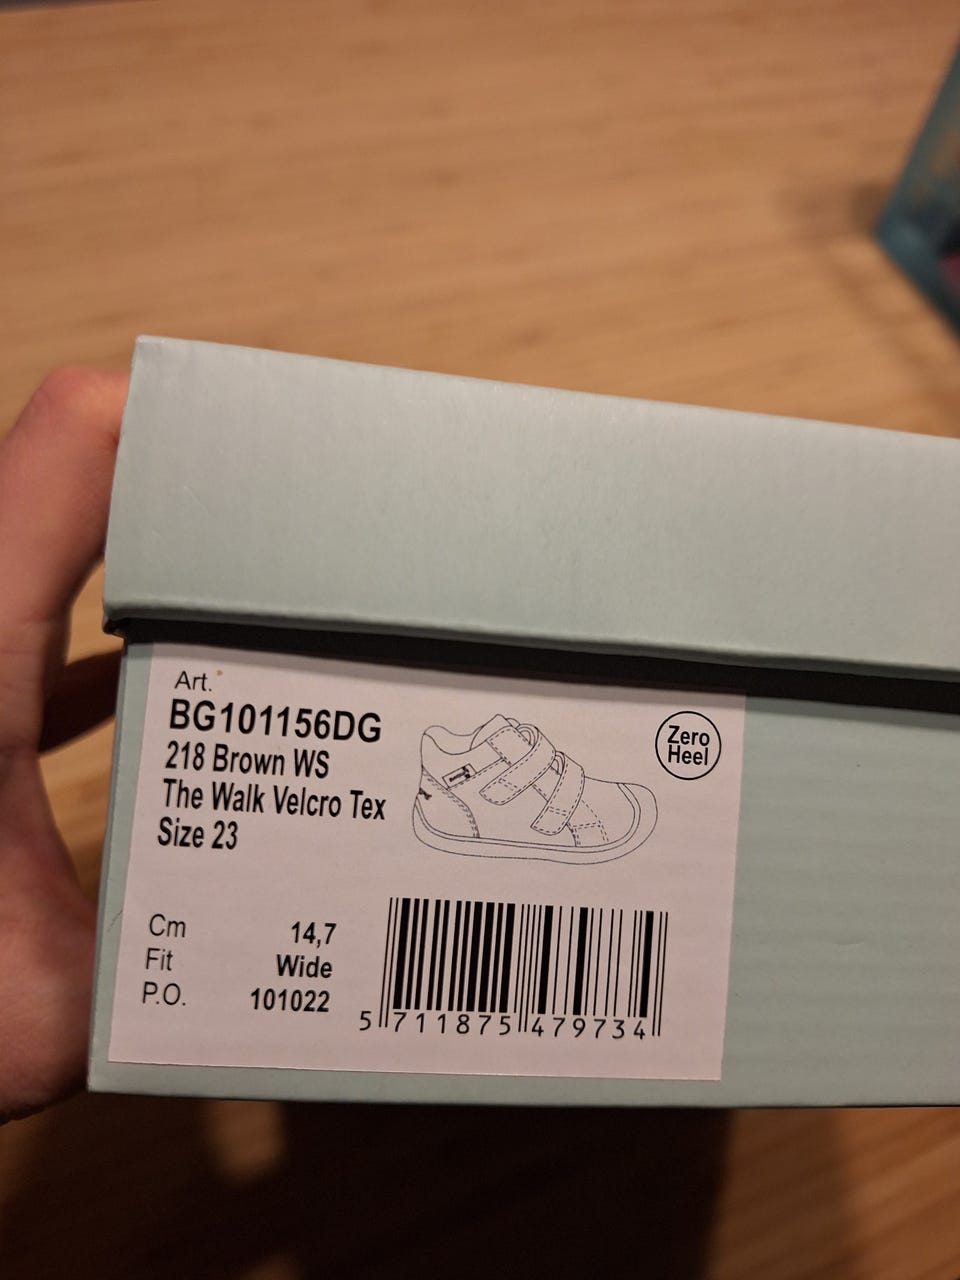 Art.
BG101156DG
218 Brown WS
The Walk Velcro Tex
Size 23
Zero
Heel
Cm 14,7
Fit Wide
P.O. 101022
5 711875 479734